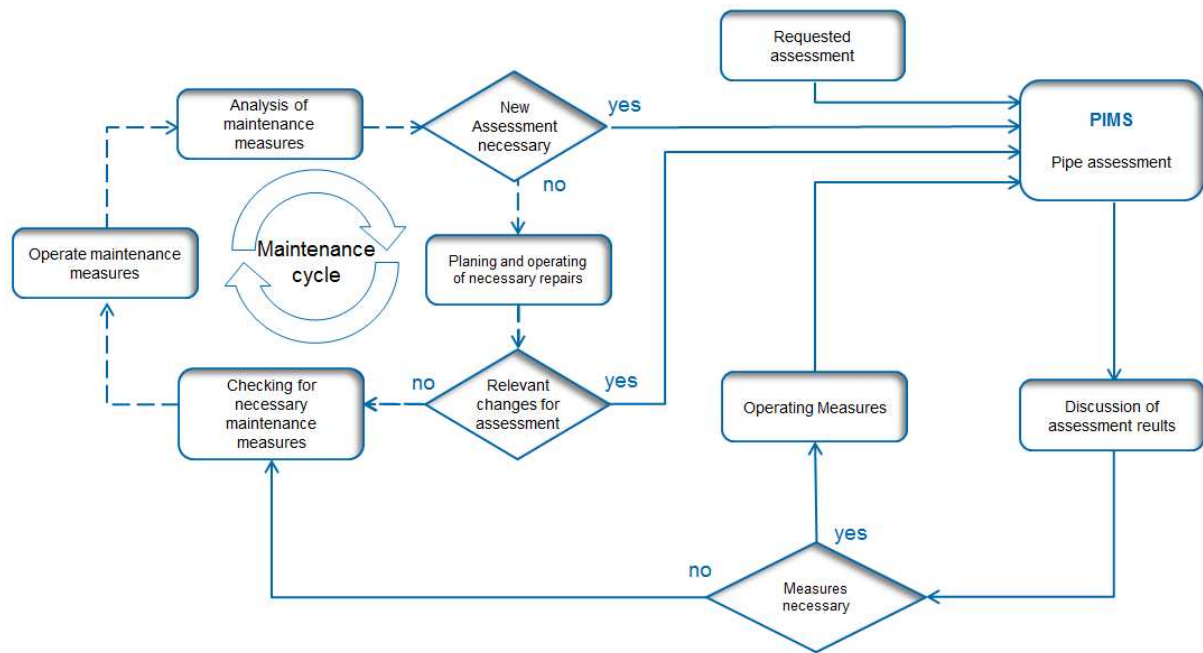 Requested
assessment
Analysis of
maintenance
measures
New
Assessment
necessary
yes
PIMS
Pipe assessment
no
Operate maintenance
measures
Maintenance
cycle
Planing and operating
of necessary repairs
Checking for
necessary
maintenance
measures
no
Relevant
changes for
assessment
yes
Operating Measures
Discussion of
assessment reults
yes
no
Measures
necessary